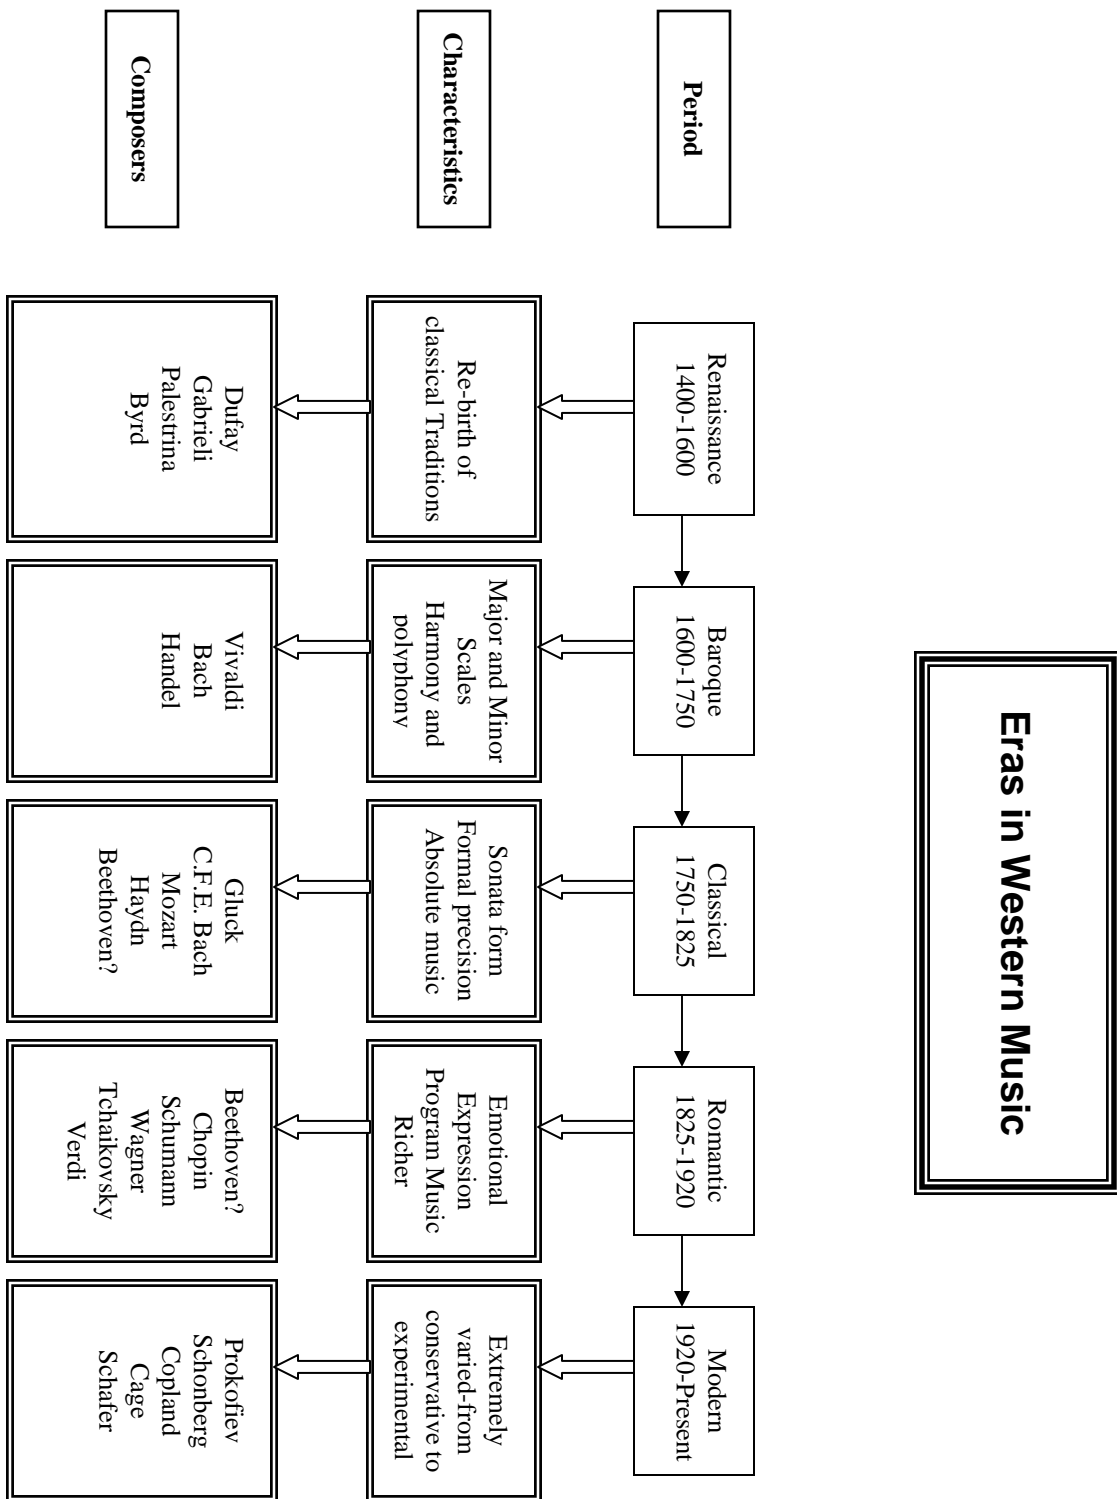 Eras in Western Music
Period
Renaissance
1400-1600
Baroque
1600-1750
Classical
1750-1825
Romantic
1825-1920
Modern
1920-Present
Characteristics
Re-birth of
classical Traditions
Major and Minor
Scales
Harmony and
polyphony
Sonata form
Formal precision
Absolute music
Emotional
Expression
Program Music
Richer
Extremely
varied-from
conservative to
experimental
Composers
Dufay
Gabrieli
Palestrina
Byrd
Vivaldi
Bach
Handel
Gluck
C.F.E. Bach
Mozart
Haydn
Beethoven?
Beethoven?
Chopin
Schumann
Wagner
Tchaikovsky
Verdi
Prokofiev
Schonberg
Copland
Cage
Schafer